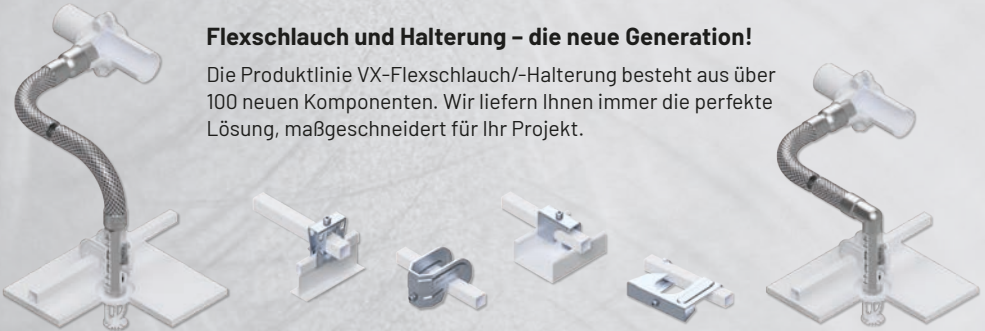 Flexschlauch und Halterung – die neue Generation!
Die Produktlinie VX-Flexschlauch/-Halterung besteht aus über
100 neuen Komponenten. Wir liefern Ihnen immer die perfekte
Lösung, maßgeschneidert für Ihr Projekt.